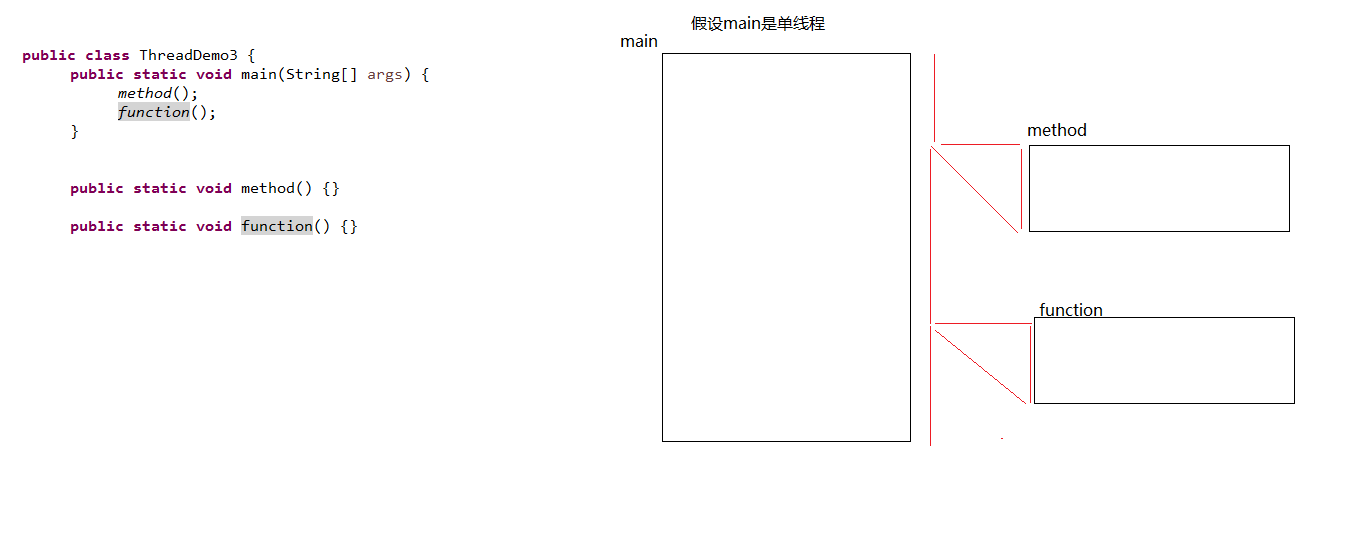 public class ThreadDemo3 {
public static void main(String[] args) {
method();
function();
}
public static void method() {}
public static void function() {}
假设main是单线程
main
method
function